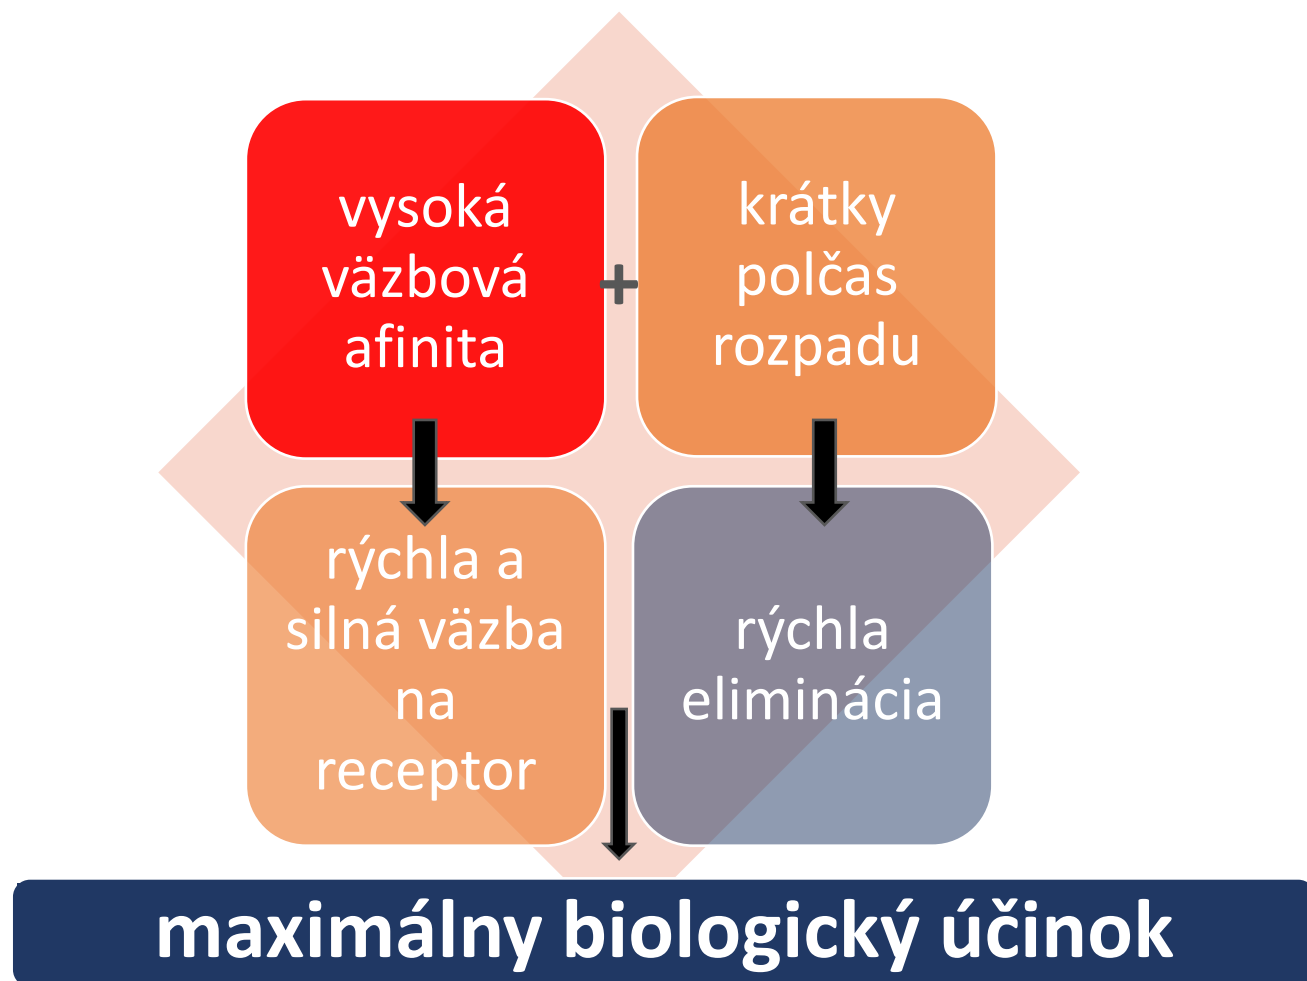 vysoká
väzbová
afinita
+
krátky
polčas
rozpadu
rýchla a
silná väzba
na
receptor
rýchla
eliminácia
maximálny biologický účinok